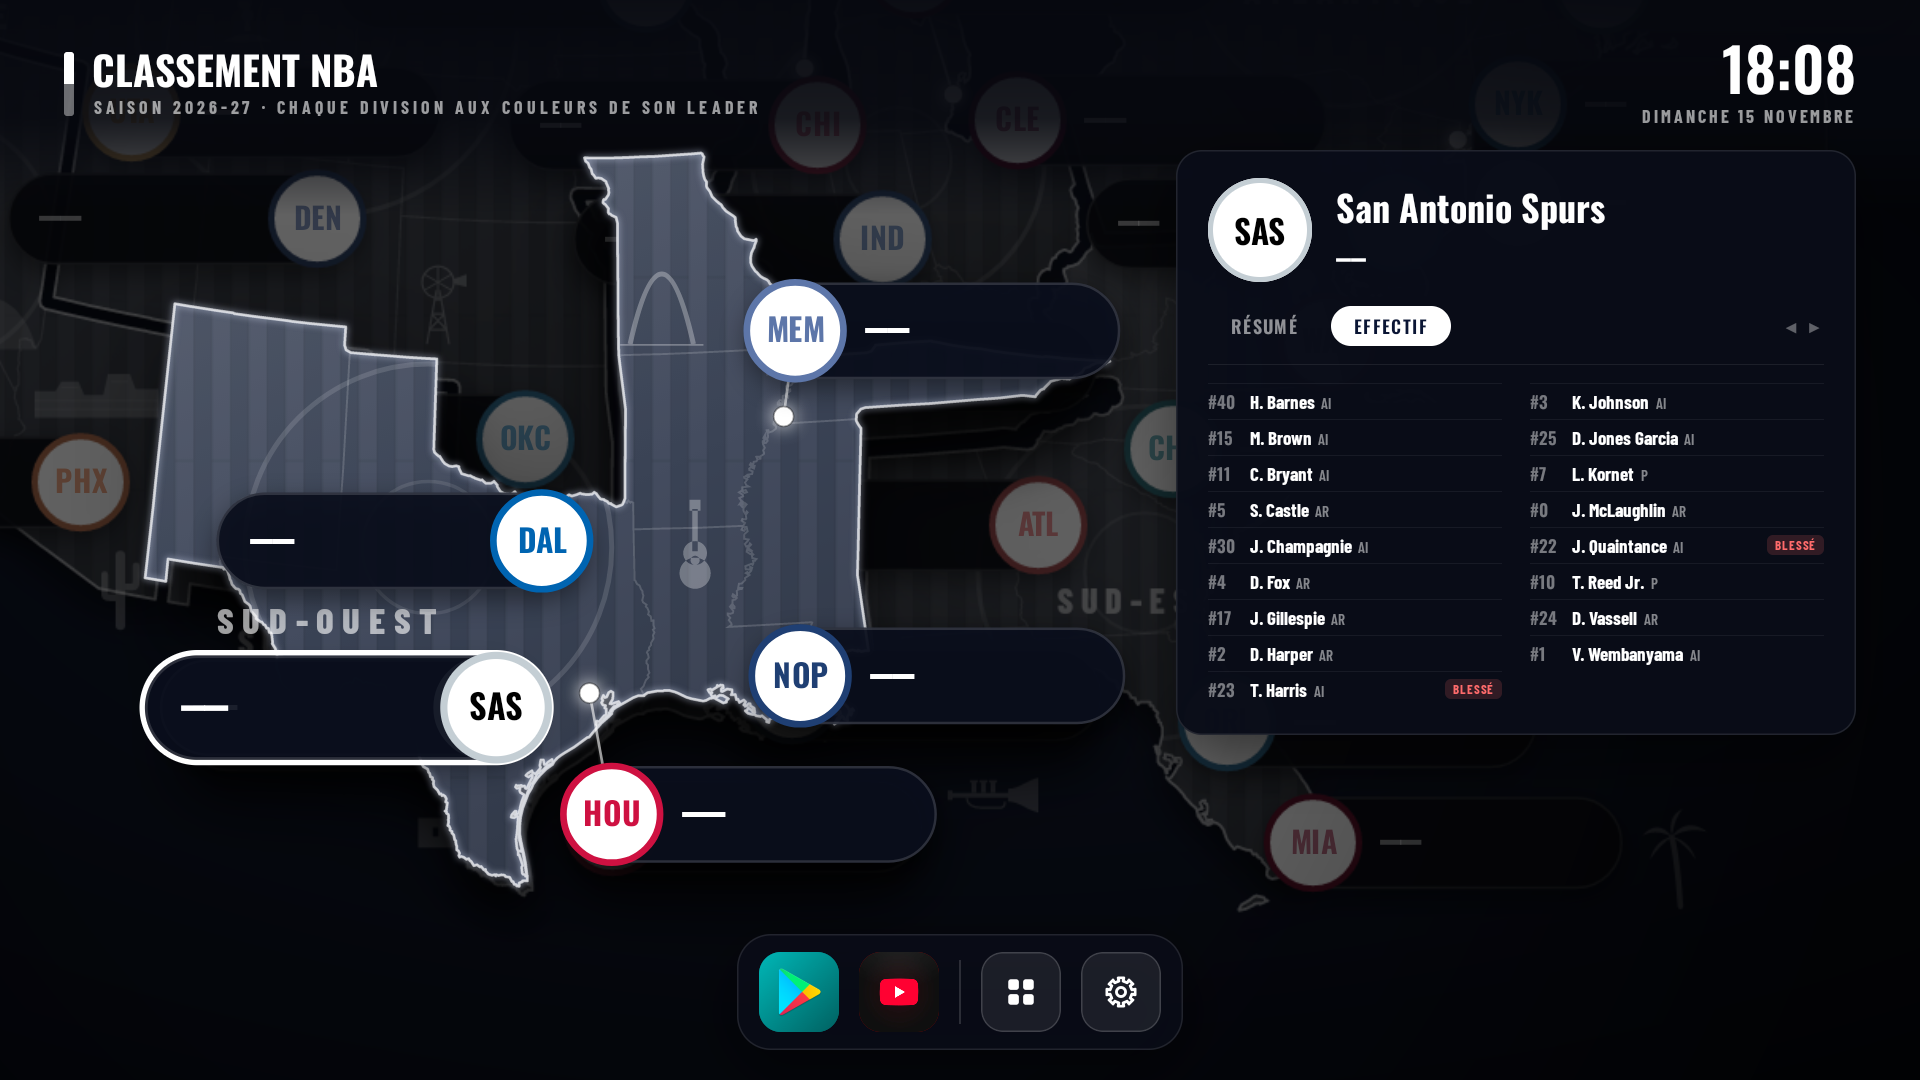 CLASSEMENT NBA
SAISON 2026-27 · CHAQUE DIVISION AUX COULEURS DE SON LEADER
18:08
DIMANCHE 15 NOVEMBRE
CHI
CLE
NYK
DEN
IND
MEM
OKC
PHX
ATL
DAL
SUD-OUEST
SAS
NOP
HOU
MIA
SAS
San Antonio Spurs
RÉSUMÉ
EFFECTIF
#40 H. Barnes AI
#15 M. Brown AI
#11 C. Bryant AI
#5 S. Castle AR
#30 J. Champagnie AI
#4 D. Fox AR
#17 J. Gillespie AR
#2 D. Harper AR
#23 T. Harris AI BLESSÉ
#3 K. Johnson AI
#25 D. Jones Garcia AI
#7 L. Kornet P
#0 J. McLaughlin AR
#22 J. Quaintance AI BLESSÉ
#10 T. Reed Jr. P
#24 D. Vassell AR
#1 V. Wembanyama AI